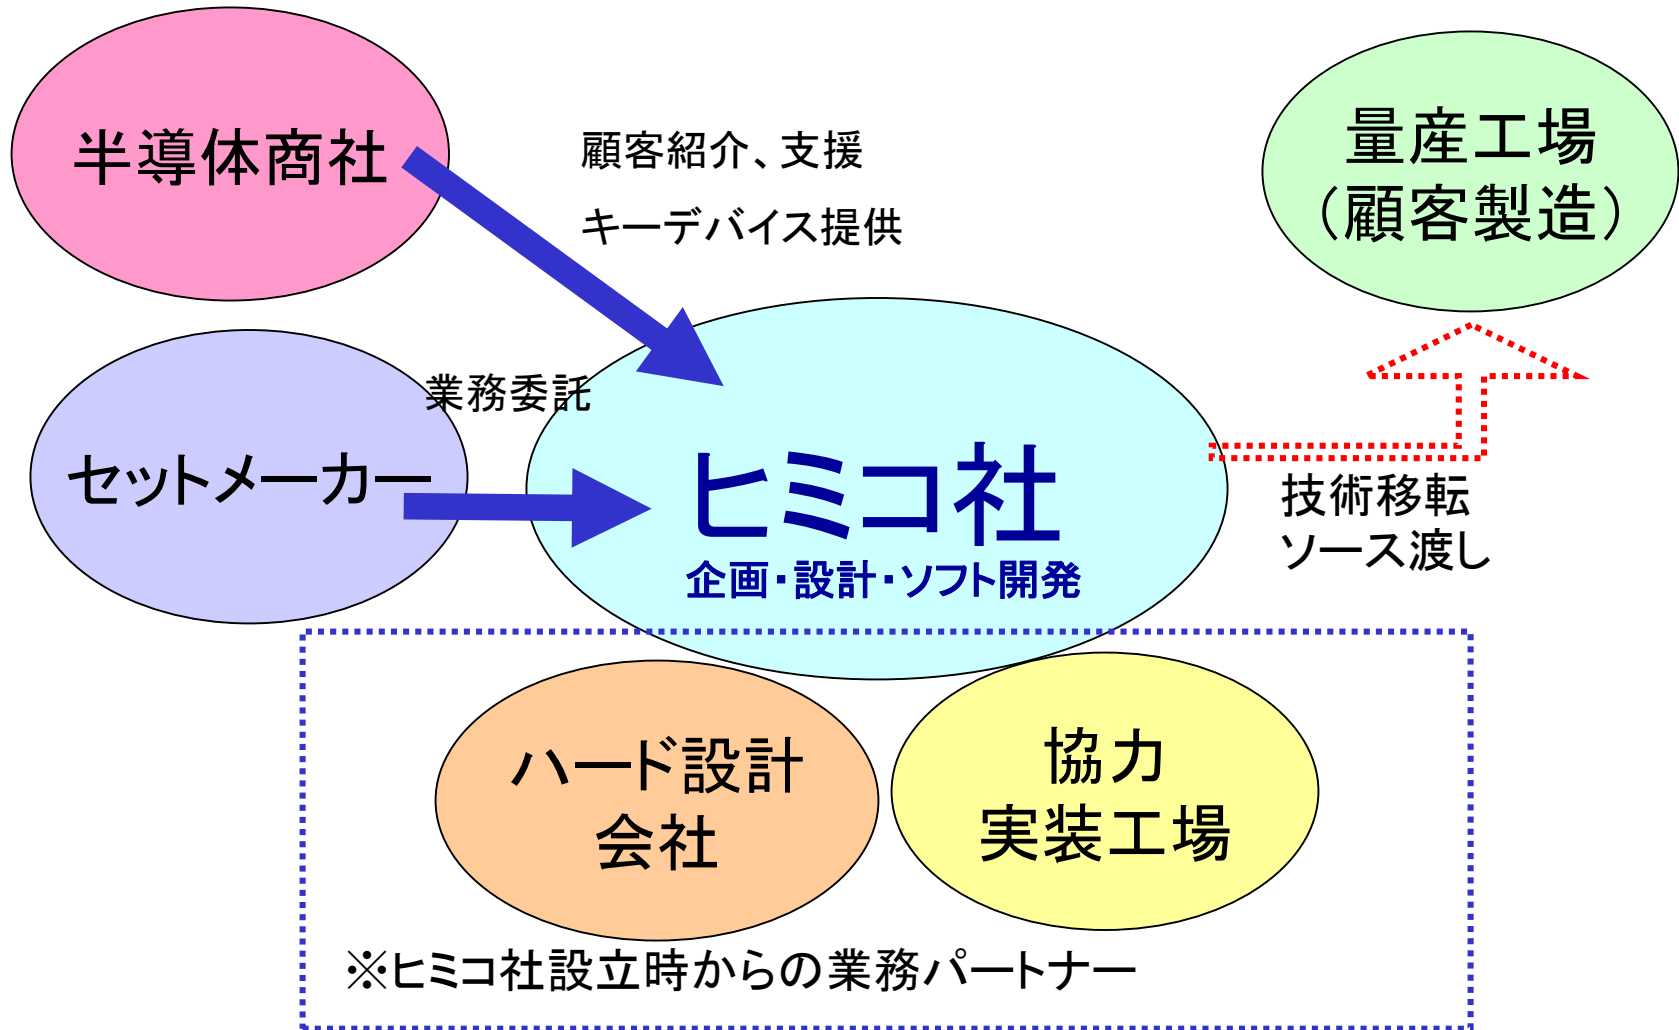 半導体商社
顧客紹介、支援
キーデバイス提供
量産工場
（顧客製造）
セットメーカー
業務委託
ヒミコ社
企画・設計・ソフト開発
技術移転
ソース渡し
ハード設計
会社
協力
実装工場
※ヒミコ社設立時からの業務パートナー